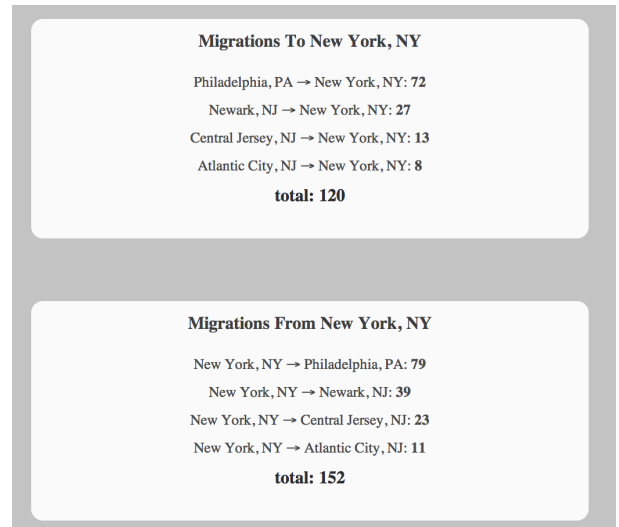 Migrations To New York, NY
Philadelphia, PA → New York, NY: 72
Newark, NJ → New York, NY: 27
Central Jersey, NJ → New York, NY: 13
Atlantic City, NJ → New York, NY: 8
total: 120
Migrations From New York, NY
New York, NY → Philadelphia, PA: 79
New York, NY → Newark, NJ: 39
New York, NY → Central Jersey, NJ: 23
New York, NY → Atlantic City, NJ: 11
total: 152